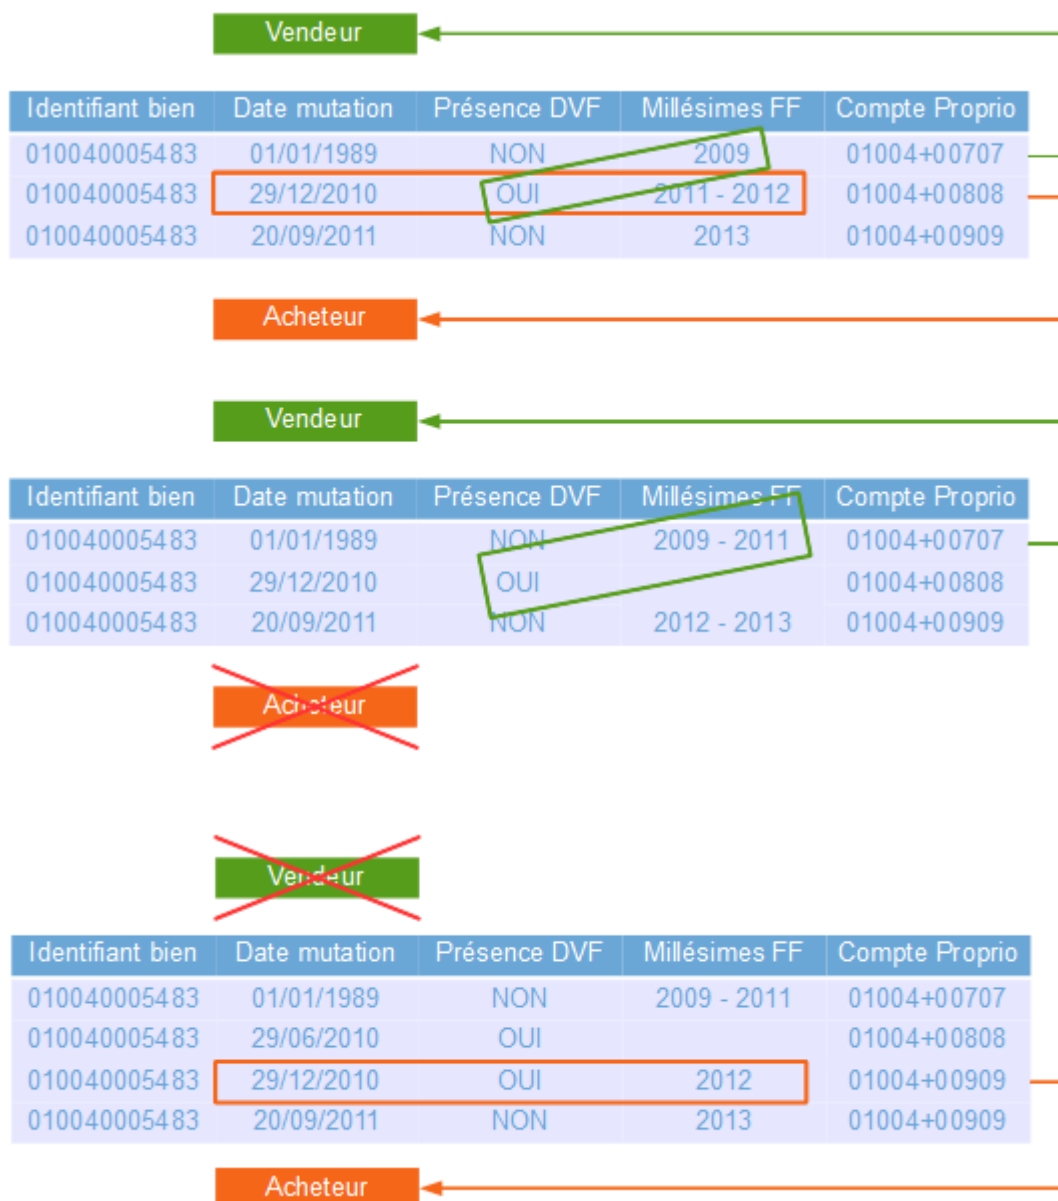 Vendeur
Identifiant bien Date mutation Présence DVF Millésimes FF Compte Proprio
010040005483 01/01/1989 NON 2009 01004+00707
010040005483 29/12/2010 OUI 2011 - 2012 01004+00808
010040005483 20/09/2011 NON 2013 01004+00909
Acheteur
Vendeur
Identifiant bien Date mutation Présence DVF Millésimes FF Compte Proprio
010040005483 01/01/1989 NON 2009 - 2011 01004+00707
010040005483 29/12/2010 OUI 01004+00808
010040005483 20/09/2011 NON 2012 - 2013 01004+00909
Acheteur
Vendeur
Identifiant bien Date mutation Présence DVF Millésimes FF Compte Proprio
010040005483 01/01/1989 NON 2009 - 2011 01004+00707
010040005483 29/06/2010 OUI 01004+00808
010040005483 29/12/2010 OUI 2012 01004+00909
010040005483 20/09/2011 NON 2013 01004+00909
Acheteur